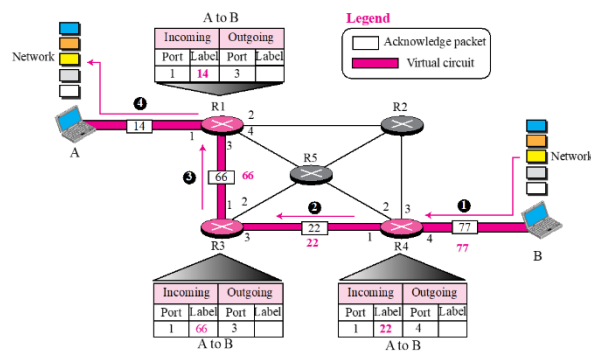 A to B
Incoming Outgoing
Port Label Port Label
1 14 3
Legend
Acknowledge packet
Virtual circuit
Network
4
R1
2
R2
14
1
4
A
3
R5
Network
3
66
66
1
2
2
2
3
1
22
1
77
3
22
R4
4
77
B
R3
Incoming Outgoing
Port Label Port Label
1 66 3
A to B
Incoming Outgoing
Port Label Port Label
1 22 4
A to B